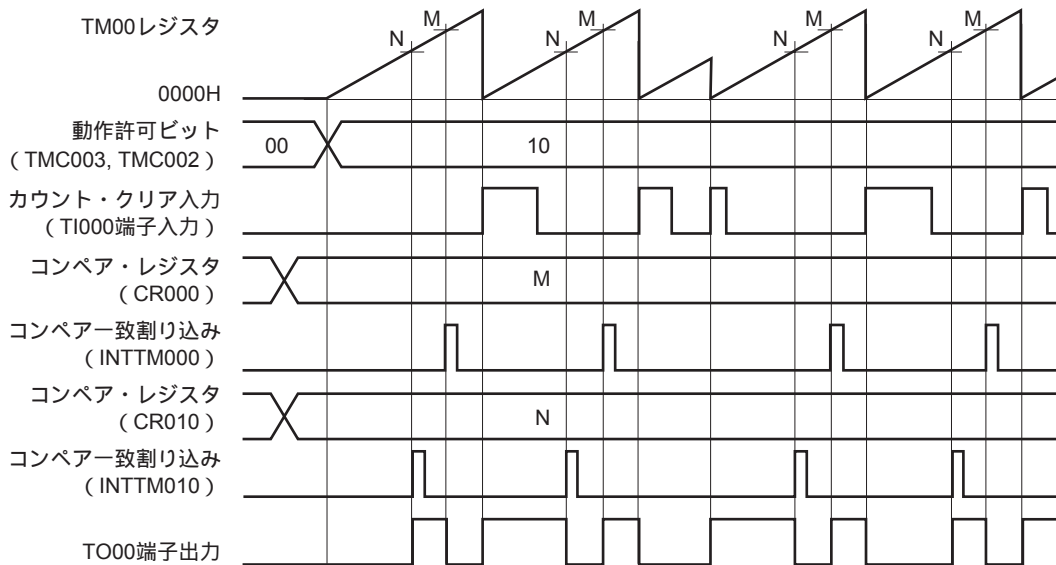 TM00レジスタ
N M N M N M N M
0000H
動作許可ビット
（TMC003, TMC002）
00 10
カウント・クリア入力
（TI000端子入力）
コンペア・レジスタ
（CR000）
M
コンペア一致割り込み
（INTTM000）
コンペア・レジスタ
（CR010）
N
コンペア一致割り込み
（INTTM010）
TO00端子出力